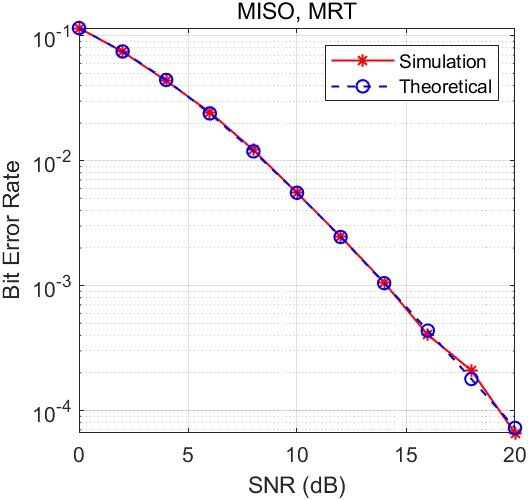 MISO, MRT
Simulation
Theoretical
10^-1
10^-2
10^-3
10^-4
Bit Error Rate
0
5
10
15
20
SNR (dB)